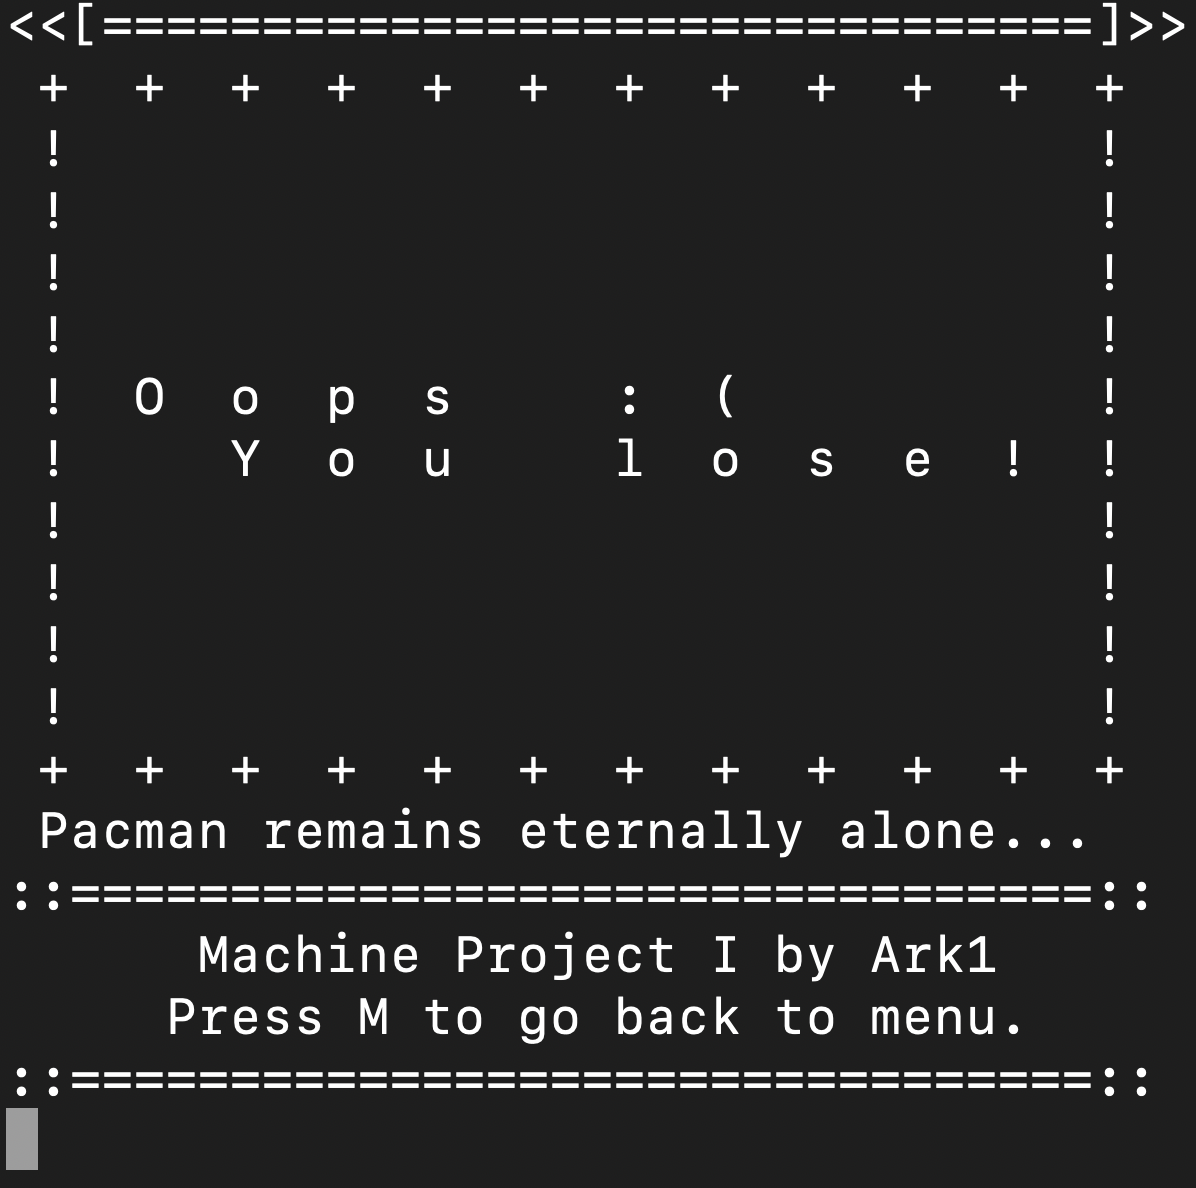 <<[===============================]>>
 +  +  +  +  +  +  +  +  +  +  +  +
 !                                !
 !                                !
 !                                !
 !                                !
 !  O  o  p  s     :  (           !
 !     Y  o  u     l  o  s  e  !  !
 !                                !
 !                                !
 !                                !
 !                                !
 +  +  +  +  +  +  +  +  +  +  +  +
 Pacman remains eternally alone...
::================================::
      Machine Project I by Ark1
     Press M to go back to menu.
::================================::